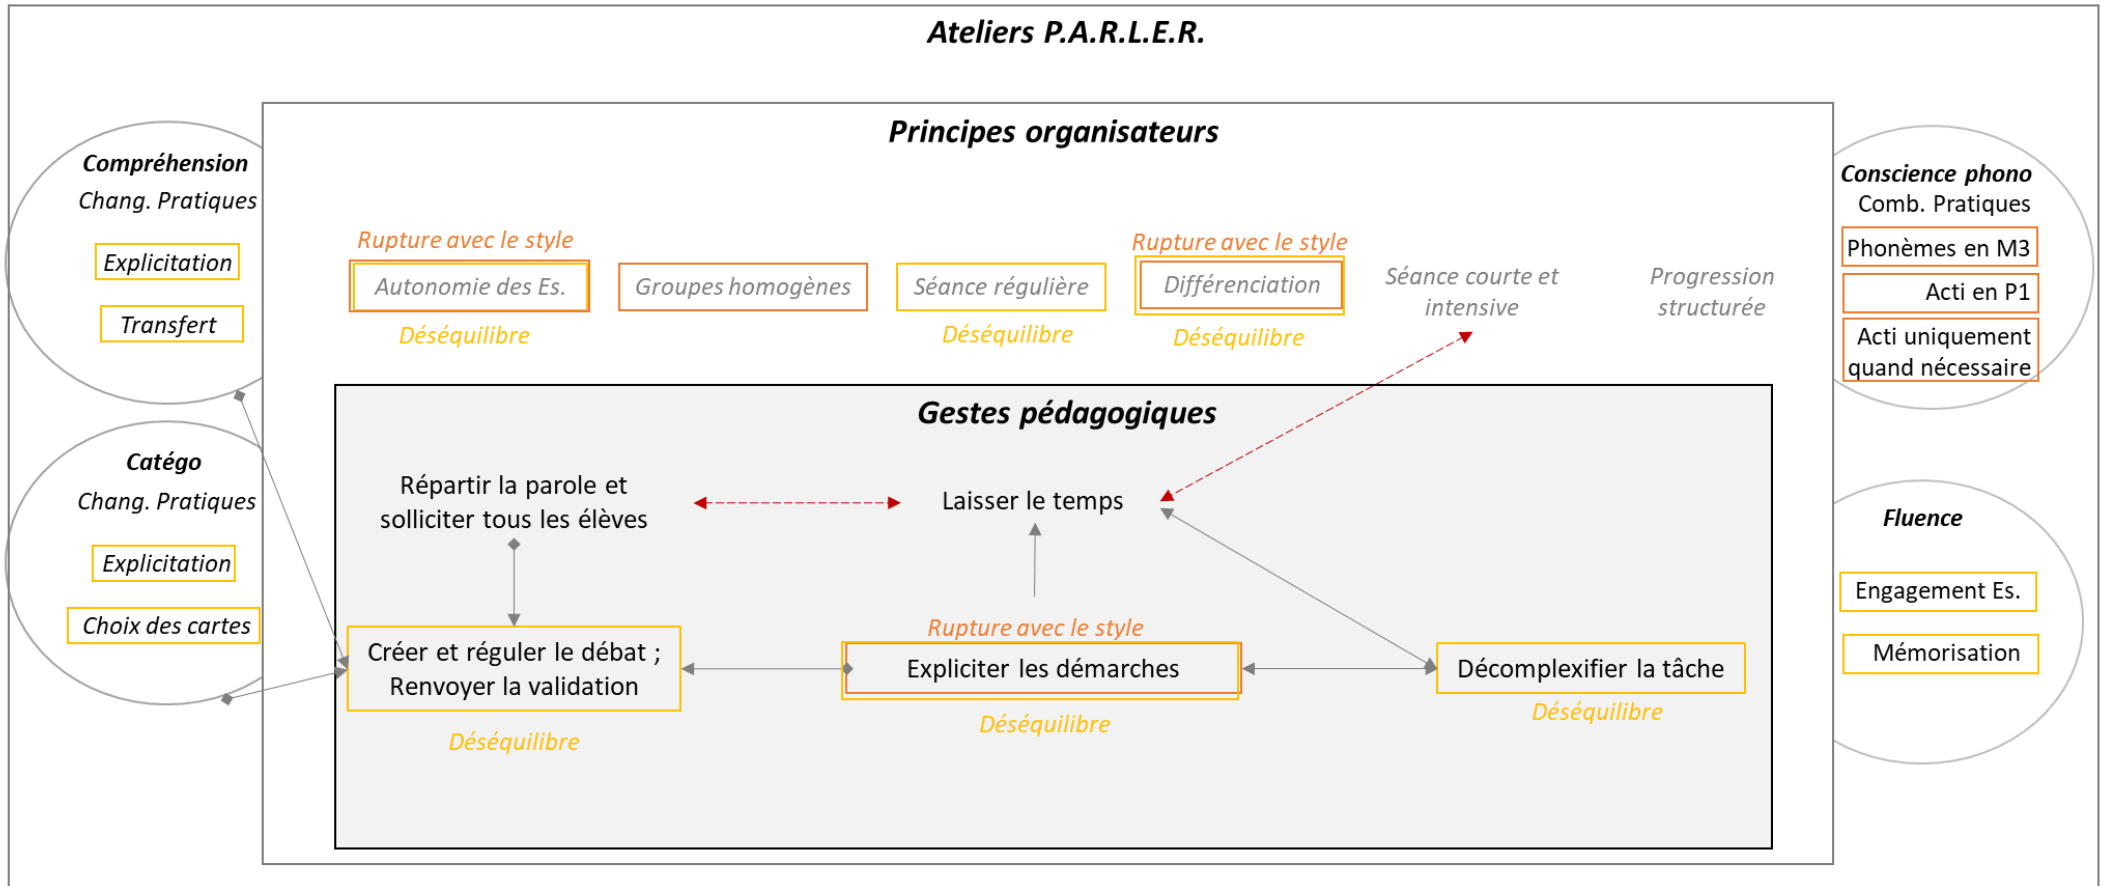 Ateliers P.A.R.L.E.R.
Principes organisateurs
Compréhension
Chang. Pratiques
Explicitation
Transfert
Catégo
Chang. Pratiques
Explicitation
Choix des cartes
Rupture avec le style
Autonomie des Es.
Déséquilibre
Groupes homogènes
Séance régulière
Déséquilibre
Rupture avec le style
Différenciation
Déséquilibre
Séance courte et
intensive
Progression
structurée
Gestes pédagogiques
Répartir la parole et
solliciter tous les élèves
Laisser le temps
Créer et réguler le débat ;
Renvoyer la validation
Déséquilibre
Rupture avec le style
Expliciter les démarches
Déséquilibre
Décomplexifier la tâche
Déséquilibre
Conscience phono
Comb. Pratiques
Phonèmes en M3
Acti en P1
Acti uniquement
quand nécessaire
Fluence
Engagement Es.
Mémorisation